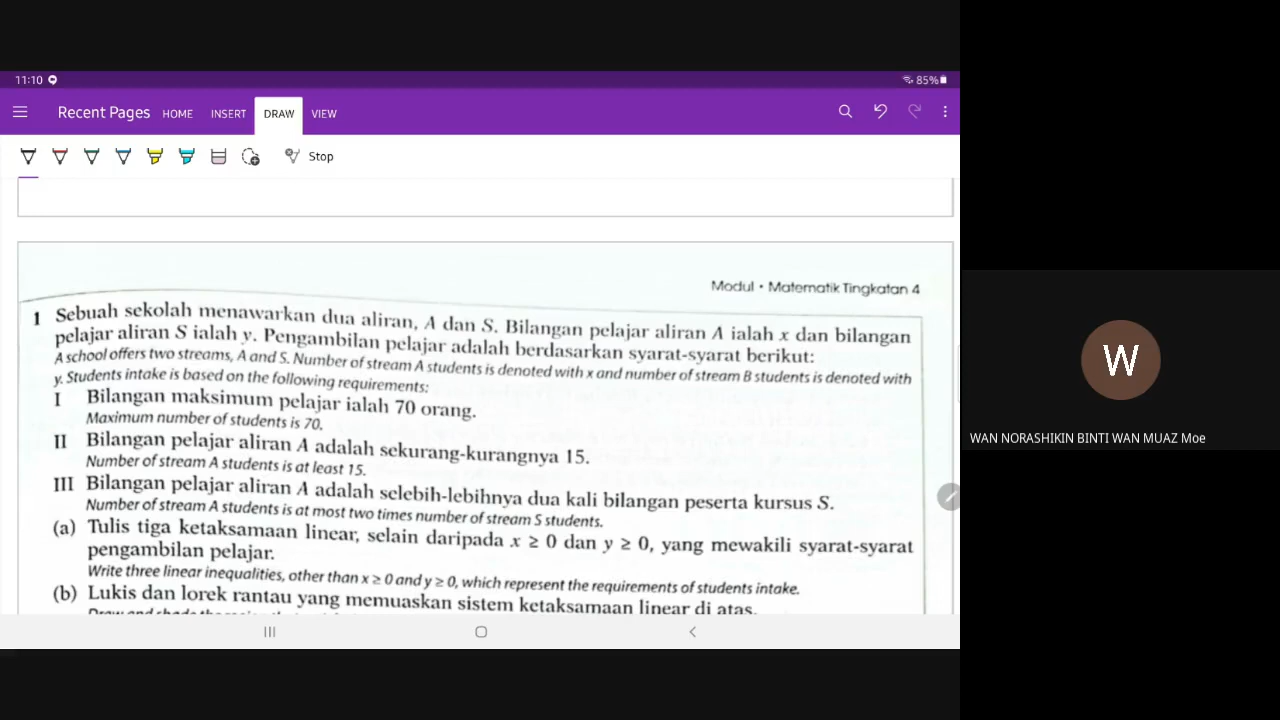 11:10
85%
Recent Pages HOME INSERT DRAW VIEW
Stop
Modul • Matematik Tingkatan 4
1 Sebuah sekolah menawarkan dua aliran, A dan S. Bilangan pelajar aliran A ialah x dan bilangan
pelajar aliran S ialah y. Pengambilan pelajar adalah berdasarkan syarat-syarat berikut:
A school offers two streams, A and S. Number of stream A students is denoted with x and number of stream B students is denoted with
y. Students intake is based on the following requirements:
I Bilangan maksimum pelajar ialah 70 orang.
Maximum number of students is 70.
II Bilangan pelajar aliran A adalah sekurang-kurangnya 15.
Number of stream A students is at least 15.
III Bilangan pelajar aliran A adalah selebih-lebihnya dua kali bilangan peserta kursus S.
Number of stream A students is at most two times number of stream S students.
(a) Tulis tiga ketaksamaan linear, selain daripada x ≥ 0 dan y ≥ 0, yang mewakili syarat-syarat
pengambilan pelajar.
Write three linear inequalities, other than x ≥ 0 and y ≥ 0, which represent the requirements of students intake.
(b) Lukis dan lorek rantau yang memuaskan sistem ketaksamaan linear di atas.
W
WAN NORASHIKIN BINTI WAN MUAZ Moe